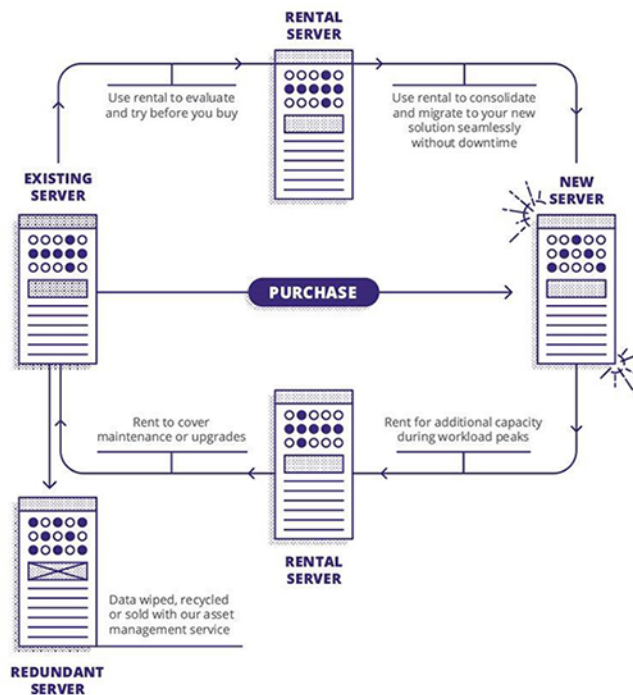 RENTAL
SERVER
Use rental to evaluate
and try before you buy
Use rental to consolidate
and migrate to your new
solution seamlessly
without downtime
EXISTING
SERVER
NEW
SERVER
PURCHASE
Rent to cover
maintenance or upgrades
Rent for additional capacity
during workload peaks
RENTAL
SERVER
Data wiped, recycled
or sold with our asset
management service
REDUNDANT
SERVER